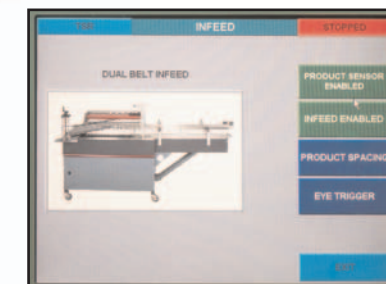 INFEED
STOPPED
DUAL BELT INFEED
PRODUCT SENSOR
ENABLED
INFEED ENABLED
PRODUCT SPACING
EYE TRIGGER
EXIT